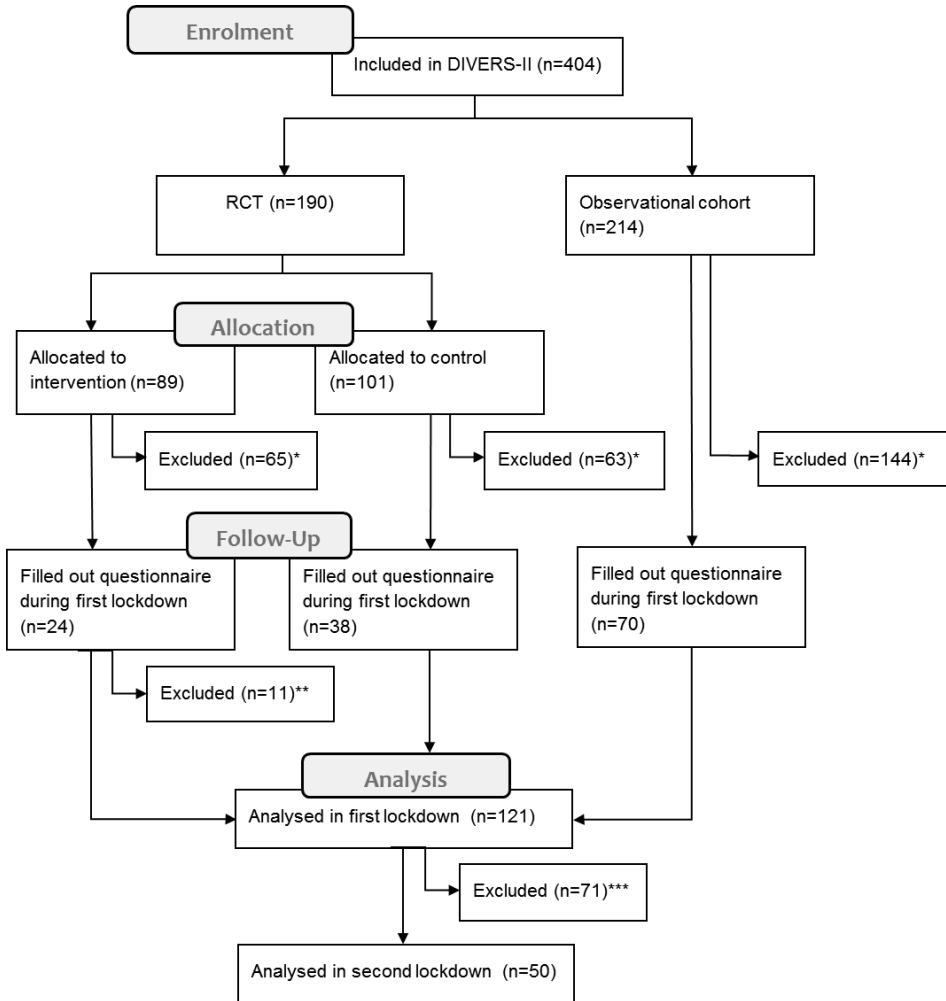 Enrolment
Included in DIVERS-II (n=404)
RCT (n=190)
Observational cohort
(n=214)
Allocation
Allocated to
intervention (n=89)
Allocated to control
(n=101)
Excluded (n=65)*
Excluded (n=63)*
Excluded (n=144)*
Follow-Up
Filled out questionnaire
during first lockdown
(n=24)
Filled out questionnaire
during first lockdown
(n=38)
Filled out questionnaire
during first lockdown
(n=70)
Excluded (n=11)**
Analysis
Analysed in first lockdown (n=121)
Excluded (n=71)***
Analysed in second lockdown (n=50)